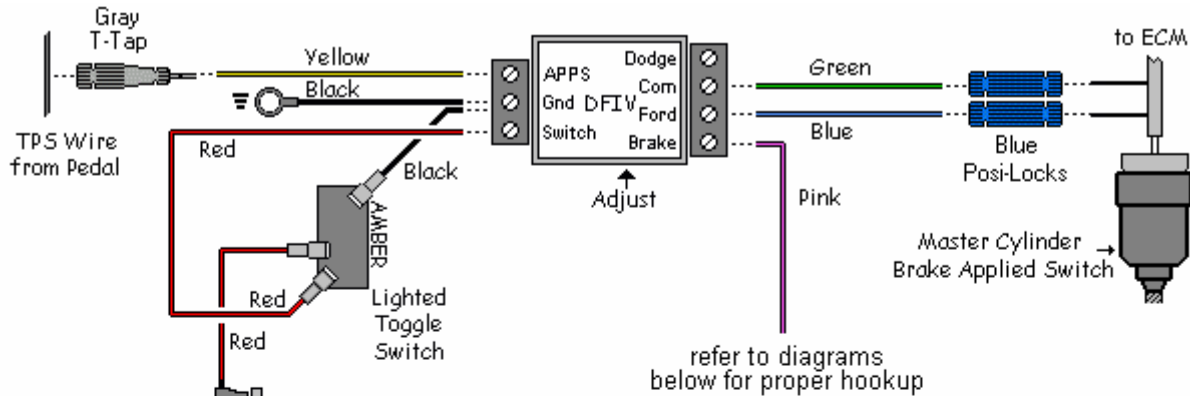 Gray
T-Tap
Yellow
Black
TPS Wire
from Pedal
Red
Black
APPS
Gnd
Switch
DFIV
Dodge
Com
Ford
Brake
Adjust
Green
Blue
Pink
to ECM
Blue
Posi-Locks
Master Cylinder
Brake Applied Switch
AMBER
Lighted
Toggle
Switch
Red
Red
refer to diagrams
below for proper hookup